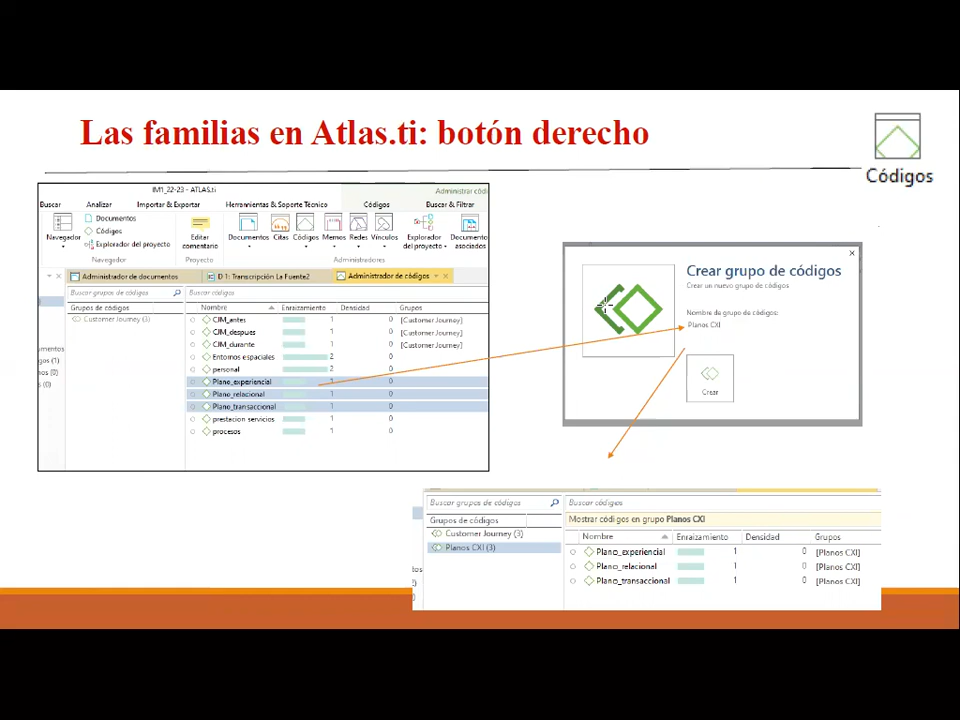 Las familias en Atlas.ti: botón derecho
Códigos
IM1_22-23 - ATLAS.ti
Administrar códi
Buscar Analizar Importar & Exportar Herramientas & Soporte Técnico Códigos Buscar & Filtrar
Navegador
Documentos
Códigos
Explorador del proyecto
Editar comentario
Documentos Citas Códigos Memos Redes Vínculos
Explorador del proyecto
Documentos asociados
Navegador Proyecto Administradores
Administrador de documentos D 1: Transcripción La Fuente2 Administrador de códigos
Buscar grupos de códigos Buscar códigos
Grupos de códigos Nombre Enraizamiento Densidad Grupos
Customer Journey (3)
CJM_antes 1 0 [Customer Journey]
CJM_despues 1 0 [Customer Journey]
CJM_durante 1 0 [Customer Journey]
Entornos espaciales 2 0
personal 2 0
Plano_experiencial 1 0
Plano_relacional 1 0
Plano_transaccional 1 0
prestacion servicios 1 0
procesos 1 0
umentos
gos (1)
nos (0)
s (0)
Crear grupo de códigos
Crear un nuevo grupo de códigos
Nombre de grupo de códigos:
Planos CXI
Crear
Buscar grupos de códigos Buscar códigos
Grupos de códigos Mostrar códigos en grupo Planos CXI
Customer Journey (3)
Planos CXI (3)
Nombre Enraizamiento Densidad Grupos
Plano_experiencial 1 0 [Planos CXI]
Plano_relacional 1 0 [Planos CXI]
Plano_transaccional 1 0 [Planos CXI]